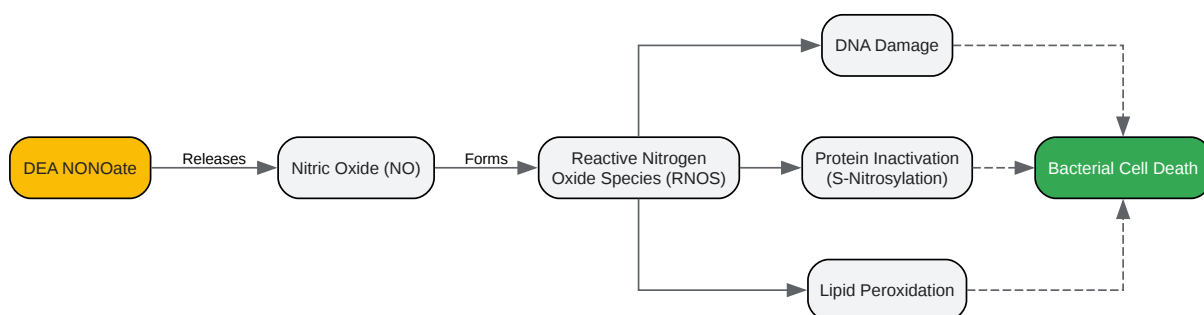 DNA Damage
DEA NONOate
Releases
Nitric Oxide (NO)
Forms
Reactive Nitrogen
Oxide Species (RNOS)
Protein Inactivation
(S-Nitrosylation)
Bacterial Cell Death
Lipid Peroxidation